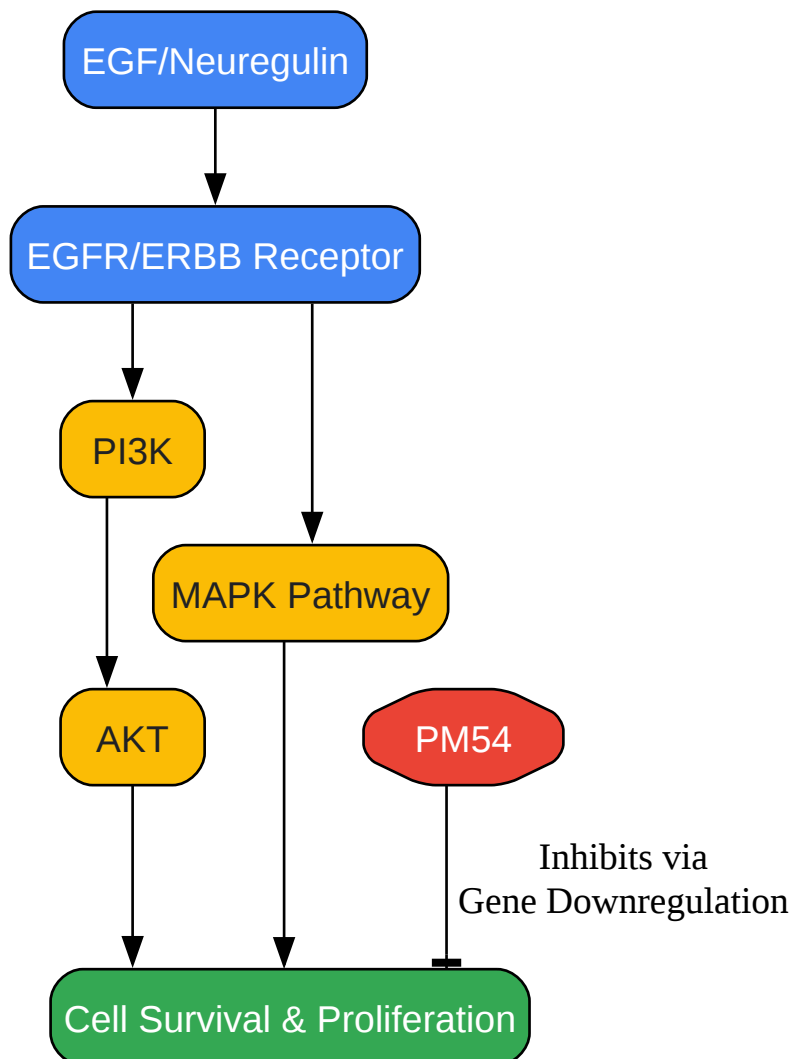 EGF/Neuregulin
EGFR/ERBB Receptor
PI3K
MAPK Pathway
AKT
PM54
Inhibits via
Gene Downregulation
Cell Survival & Proliferation